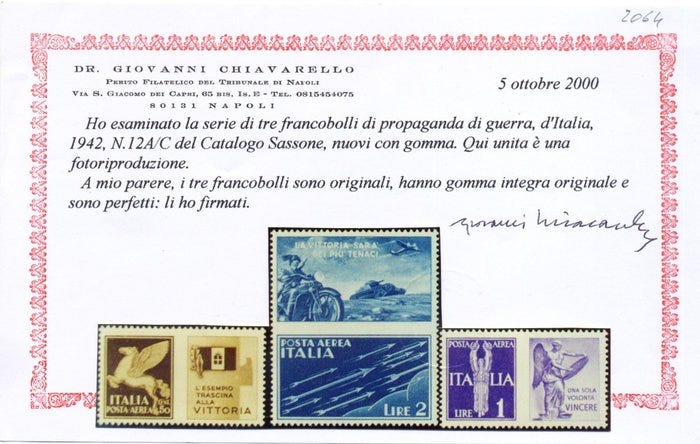 2064
DR. GIOVANNI CHIAVARELLO
PERITO FILATELICO DEL TRIBUNALE DI NAPOLI
VIA S. GIACOMO DEI CAPRI, 65 BIS, IS. E - TEL. 0815454075
80131 NAPOLI
5 ottobre 2000
Ho esaminato la serie di tre francobolli di propaganda di guerra, d'Italia,
1942, N.12A/C del Catalogo Sassone, nuovi con gomma. Qui unita è una
fotoriproduzione.
A mio parere, i tre francobolli sono originali, hanno gomma integra originale e
sono perfetti: li ho firmati.
LA VITTORIA SARÀ
DEI PIÙ TENACI
POSTA AEREA
ITALIA
LIRE 2
ITALIA
POSTA-AEREA
50
L'ESEMPIO
TRASCINA
ALLA
VITTORIA
POSTA AEREA
ITALIA
LIRE 1
UNA SOLA
VOLONTÀ
VINCERE